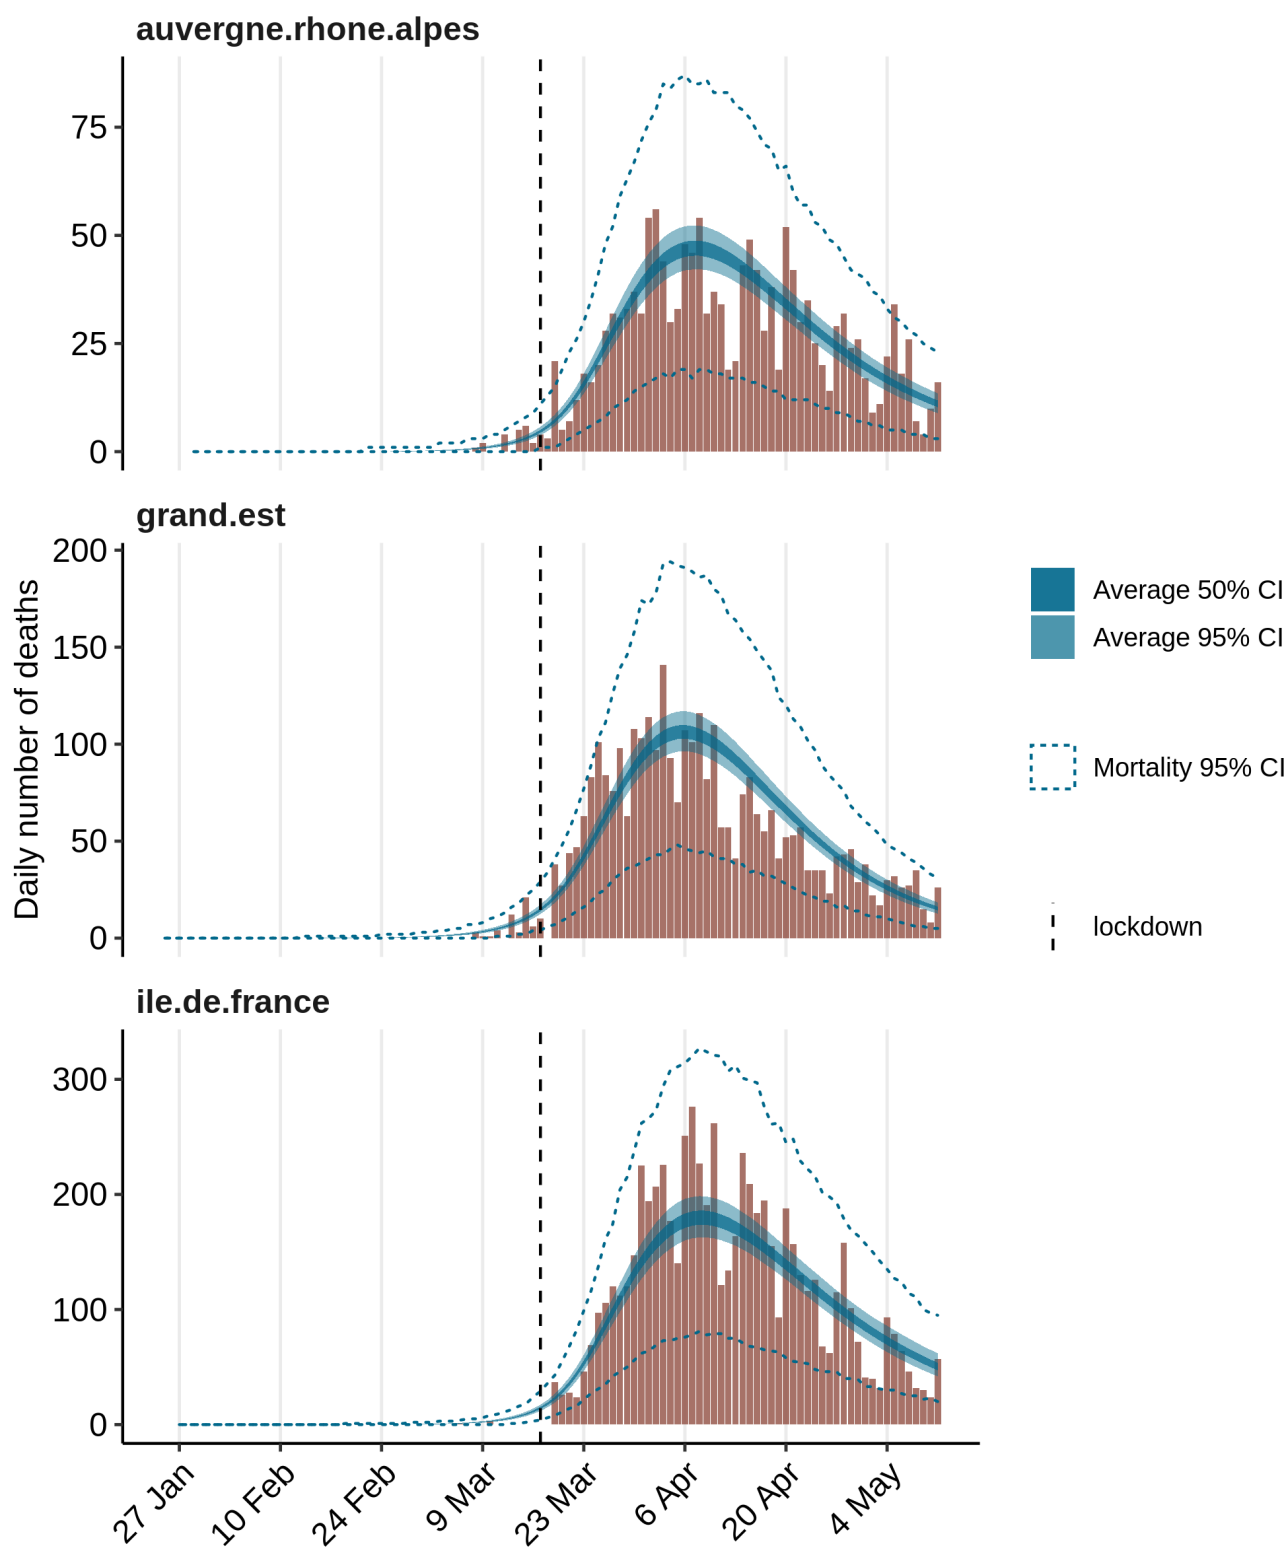 auvergne.rhone.alpes
75
50
25
0
grand.est
200
150
100
50
0
Daily number of deaths
Average 50% CI
Average 95% CI
Mortality 95% CI
lockdown
ile.de.france
300
200
100
0
27 Jan
10 Feb
24 Feb
9 Mar
23 Mar
6 Apr
20 Apr
4 May